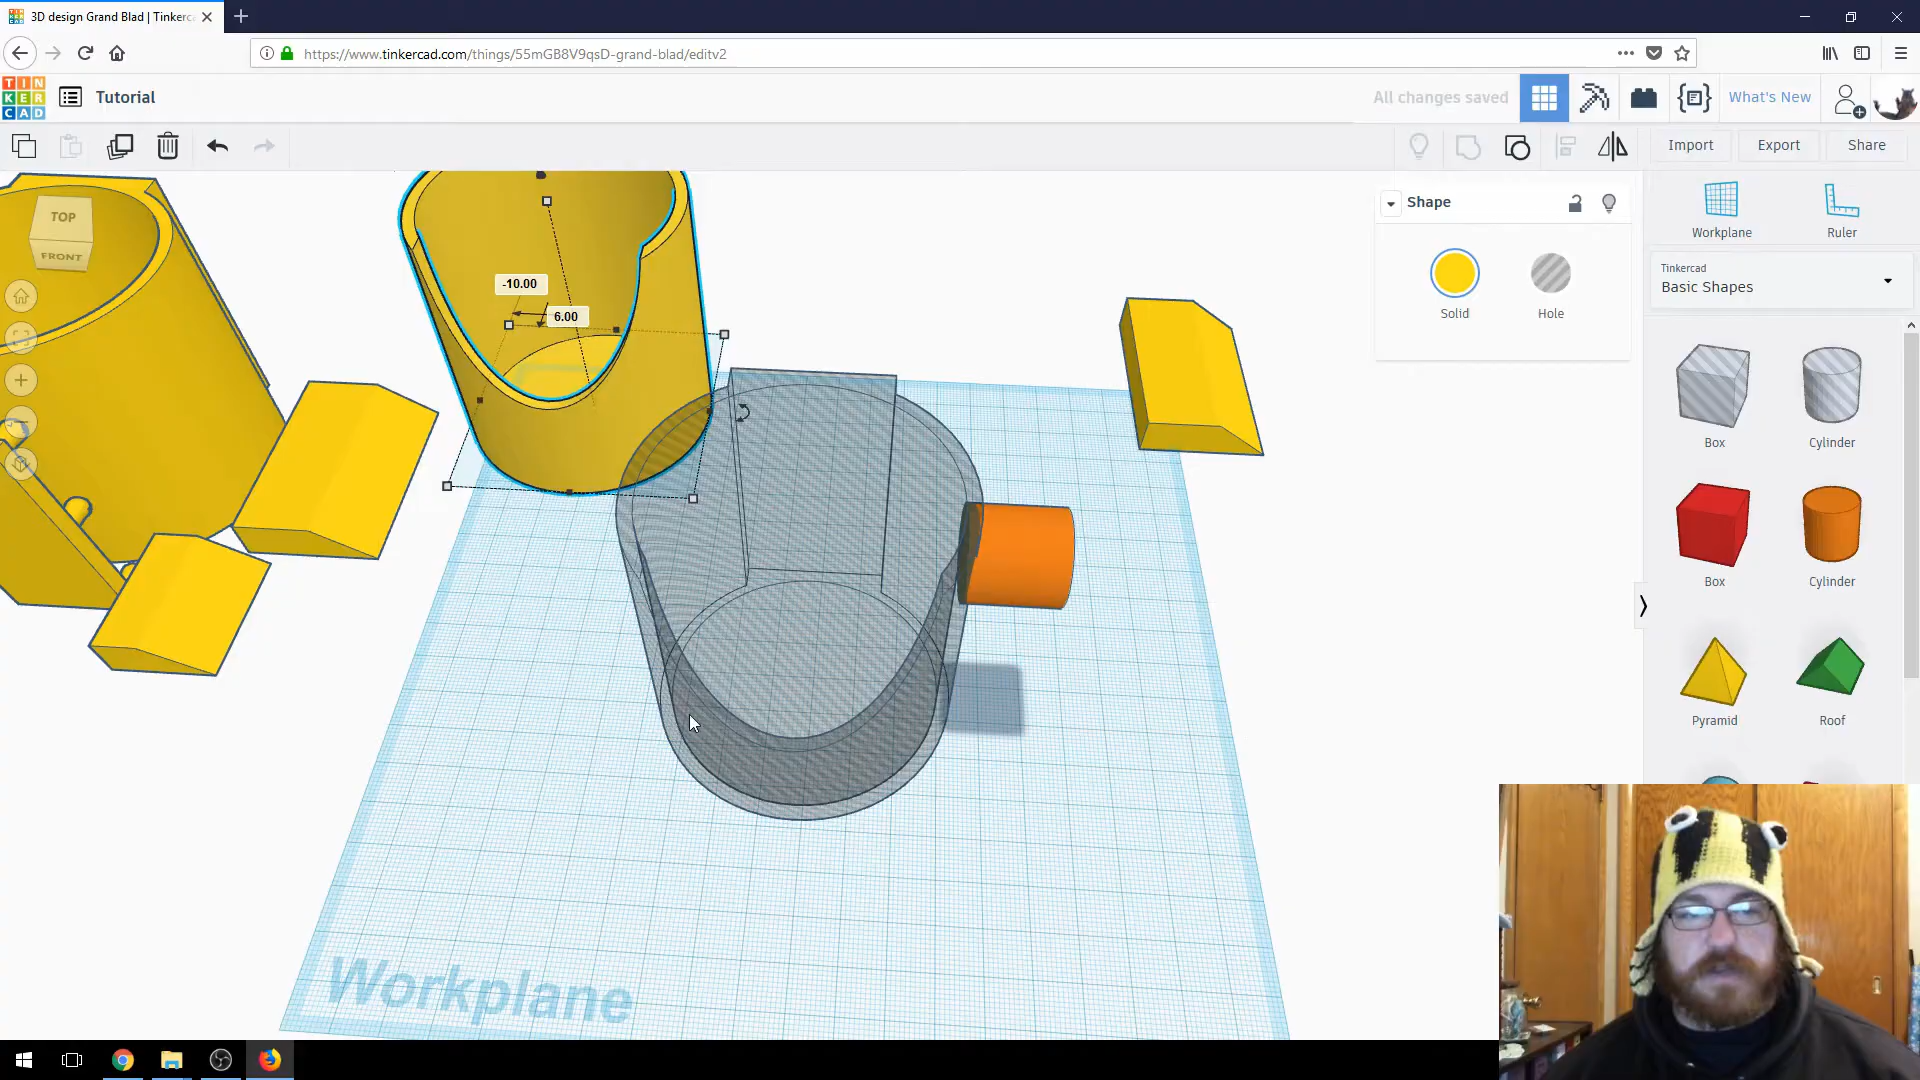 3D design Grand Blad | Tinkerca
https://www.tinkercad.com/things/55mGB8V9qsD-grand-blad/editv2
TIN
KER
CAD
Tutorial
All changes saved
What's New
Import
Export
Share
TOP
FRONT
-10.00
6.00
Shape
Solid
Hole
Workplane
Ruler
Tinkercad
Basic Shapes
Box
Cylinder
Box
Cylinder
Pyramid
Roof
Workplane